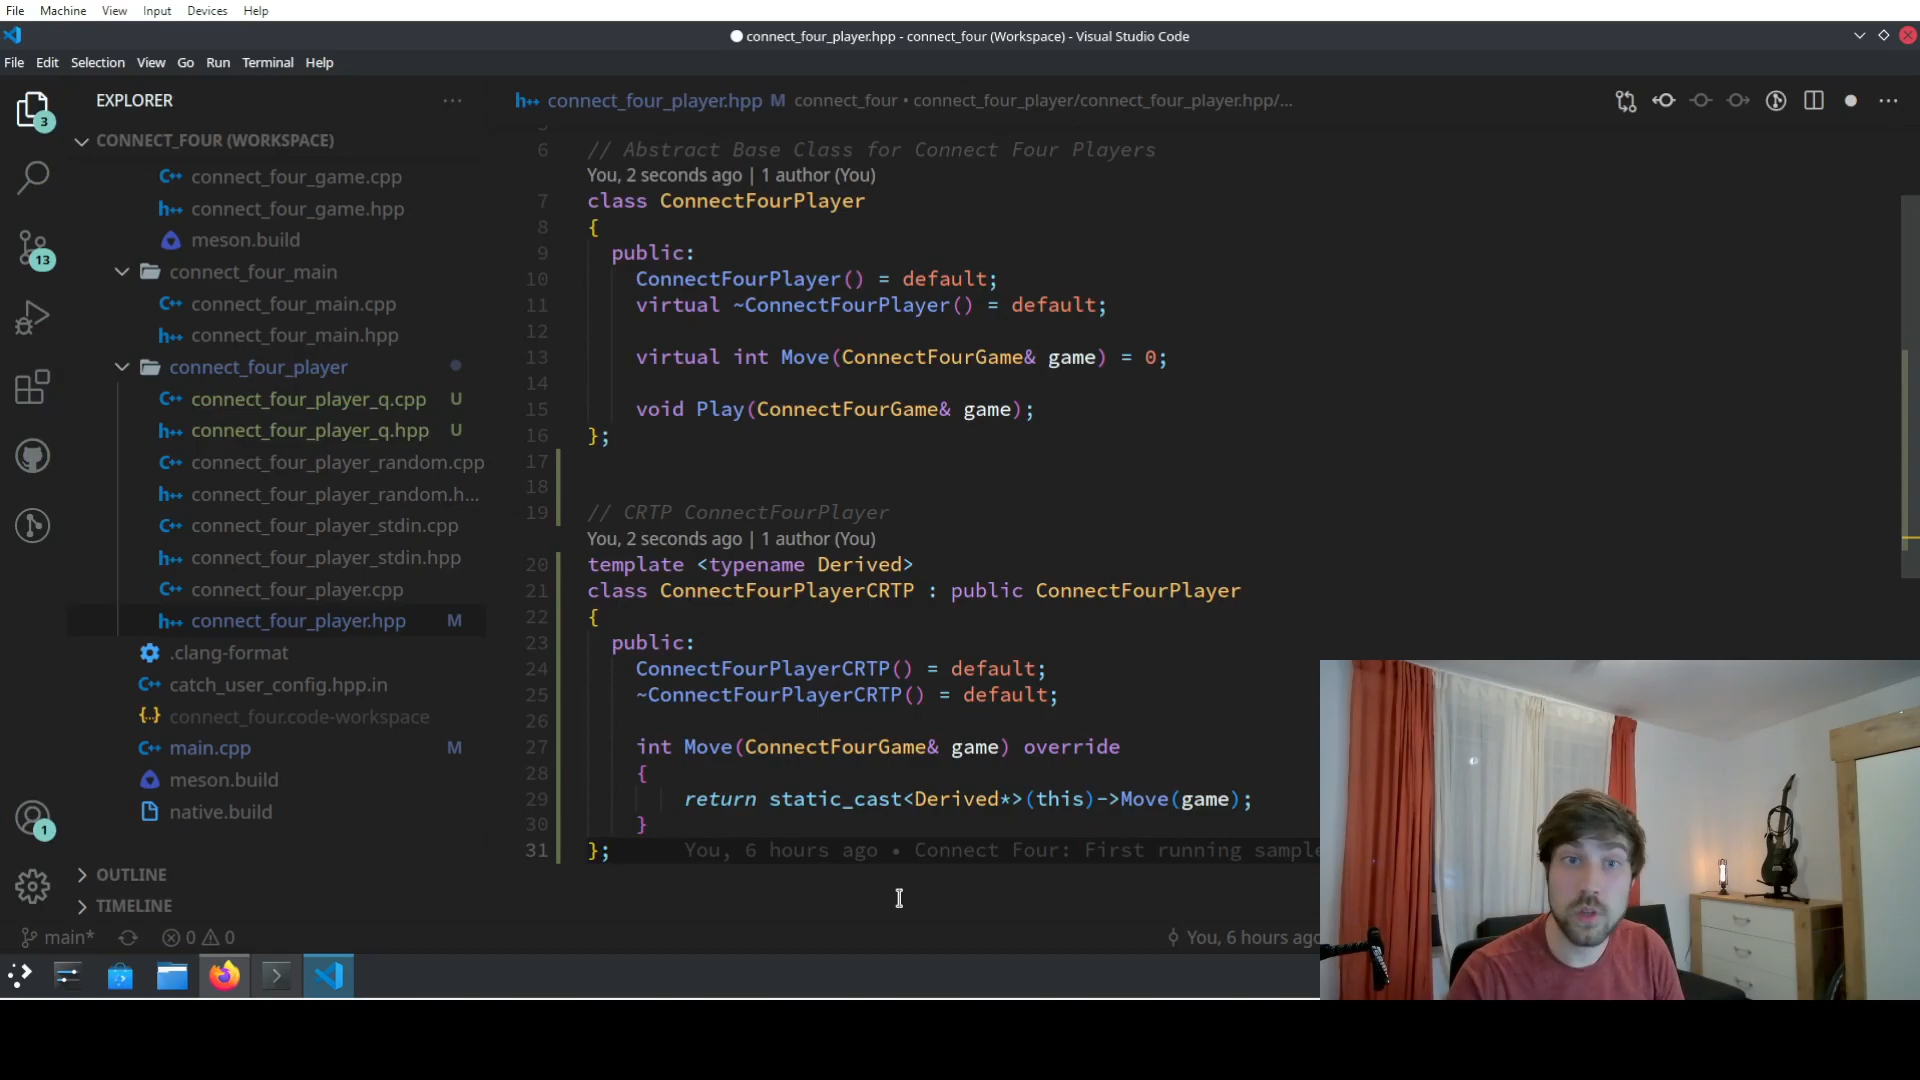 File Machine View Input Devices Help
connect_four_player.hpp - connect_four (Workspace) - Visual Studio Code
File Edit Selection View Go Run Terminal Help
EXPLORER
3
connect_four_player.hpp M connect_four • connect_four_player/connect_four_player.hpp/...
CONNECT_FOUR (WORKSPACE)
connect_four_game.cpp
connect_four_game.hpp
meson.build
connect_four_main
connect_four_main.cpp
connect_four_main.hpp
connect_four_player
connect_four_player_q.cpp U
connect_four_player_q.hpp U
connect_four_player_random.cpp
connect_four_player_random.h...
connect_four_player_stdin.cpp
connect_four_player_stdin.hpp
connect_four_player.cpp
connect_four_player.hpp M
.clang-format
catch_user_config.hpp.in
connect_four.code-workspace
main.cpp M
meson.build
native.build
OUTLINE
TIMELINE
13
1
6 // Abstract Base Class for Connect Four Players
You, 2 seconds ago | 1 author (You)
7 class ConnectFourPlayer
8 {
9 public:
10 ConnectFourPlayer() = default;
11 virtual ~ConnectFourPlayer() = default;
12
13 virtual int Move(ConnectFourGame& game) = 0;
14
15 void Play(ConnectFourGame& game);
16 };
17
18
19 // CRTP ConnectFourPlayer
You, 2 seconds ago | 1 author (You)
20 template <typename Derived>
21 class ConnectFourPlayerCRTP : public ConnectFourPlayer
22 {
23 public:
24 ConnectFourPlayerCRTP() = default;
25 ~ConnectFourPlayerCRTP() = default;
26
27 int Move(ConnectFourGame& game) override
28 {
29 return static_cast<Derived*>(this)->Move(game);
30 }
31 }; You, 6 hours ago • Connect Four: First running sample
main* 0 0 You, 6 hours ago